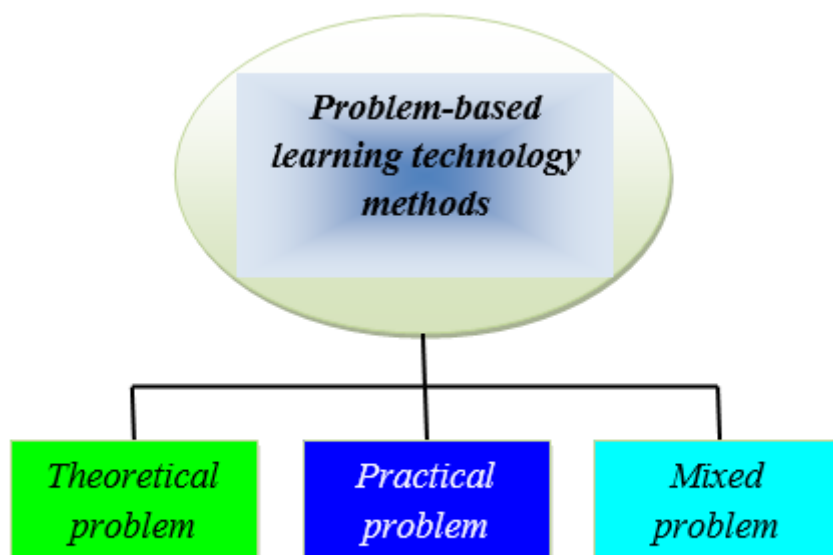 Problem-based
learning technology
methods
Theoretical
problem
Practical
problem
Mixed
problem